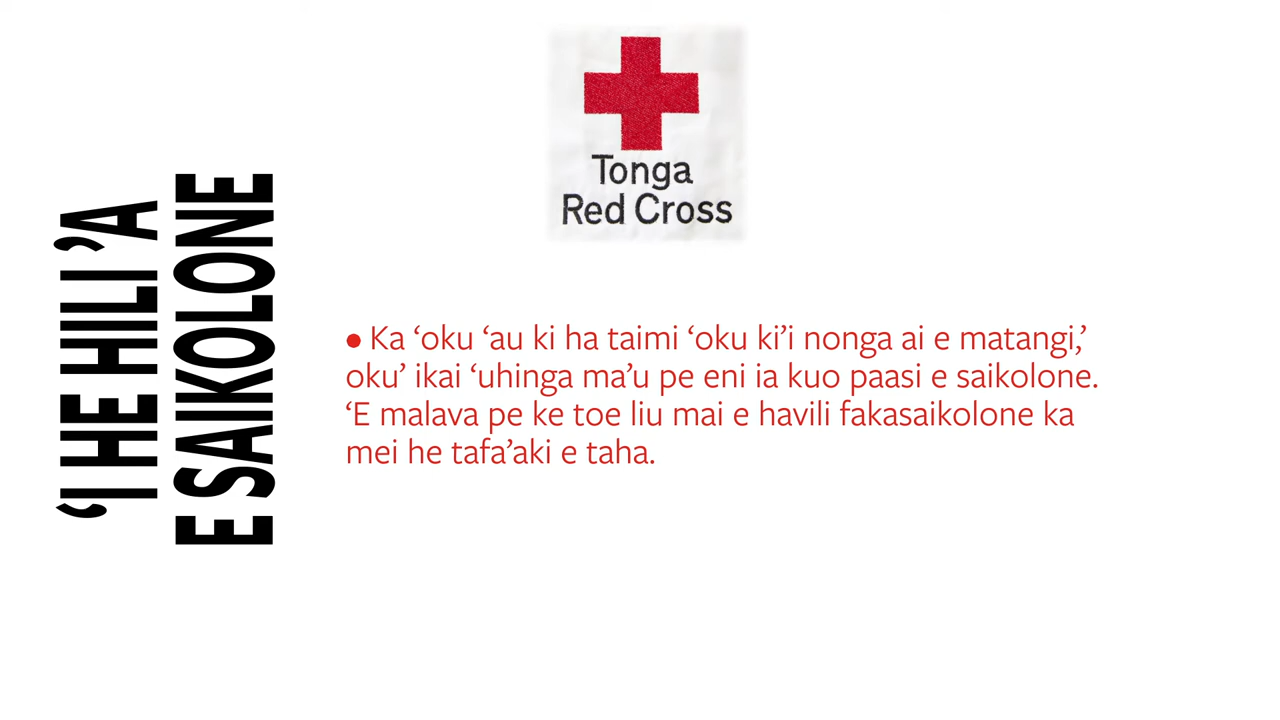 Tonga
Red Cross
‘I HE HILI ’A
E SAIKOLONE
• Ka ‘oku ‘au ki ha taimi ‘oku ki’i nonga ai e matangi,’
oku’ ikai ‘uhinga ma’u pe eni ia kuo paasi e saikolone.
‘E malava pe ke toe liu mai e havili fakasaikolone ka
mei he tafa’aki e taha.